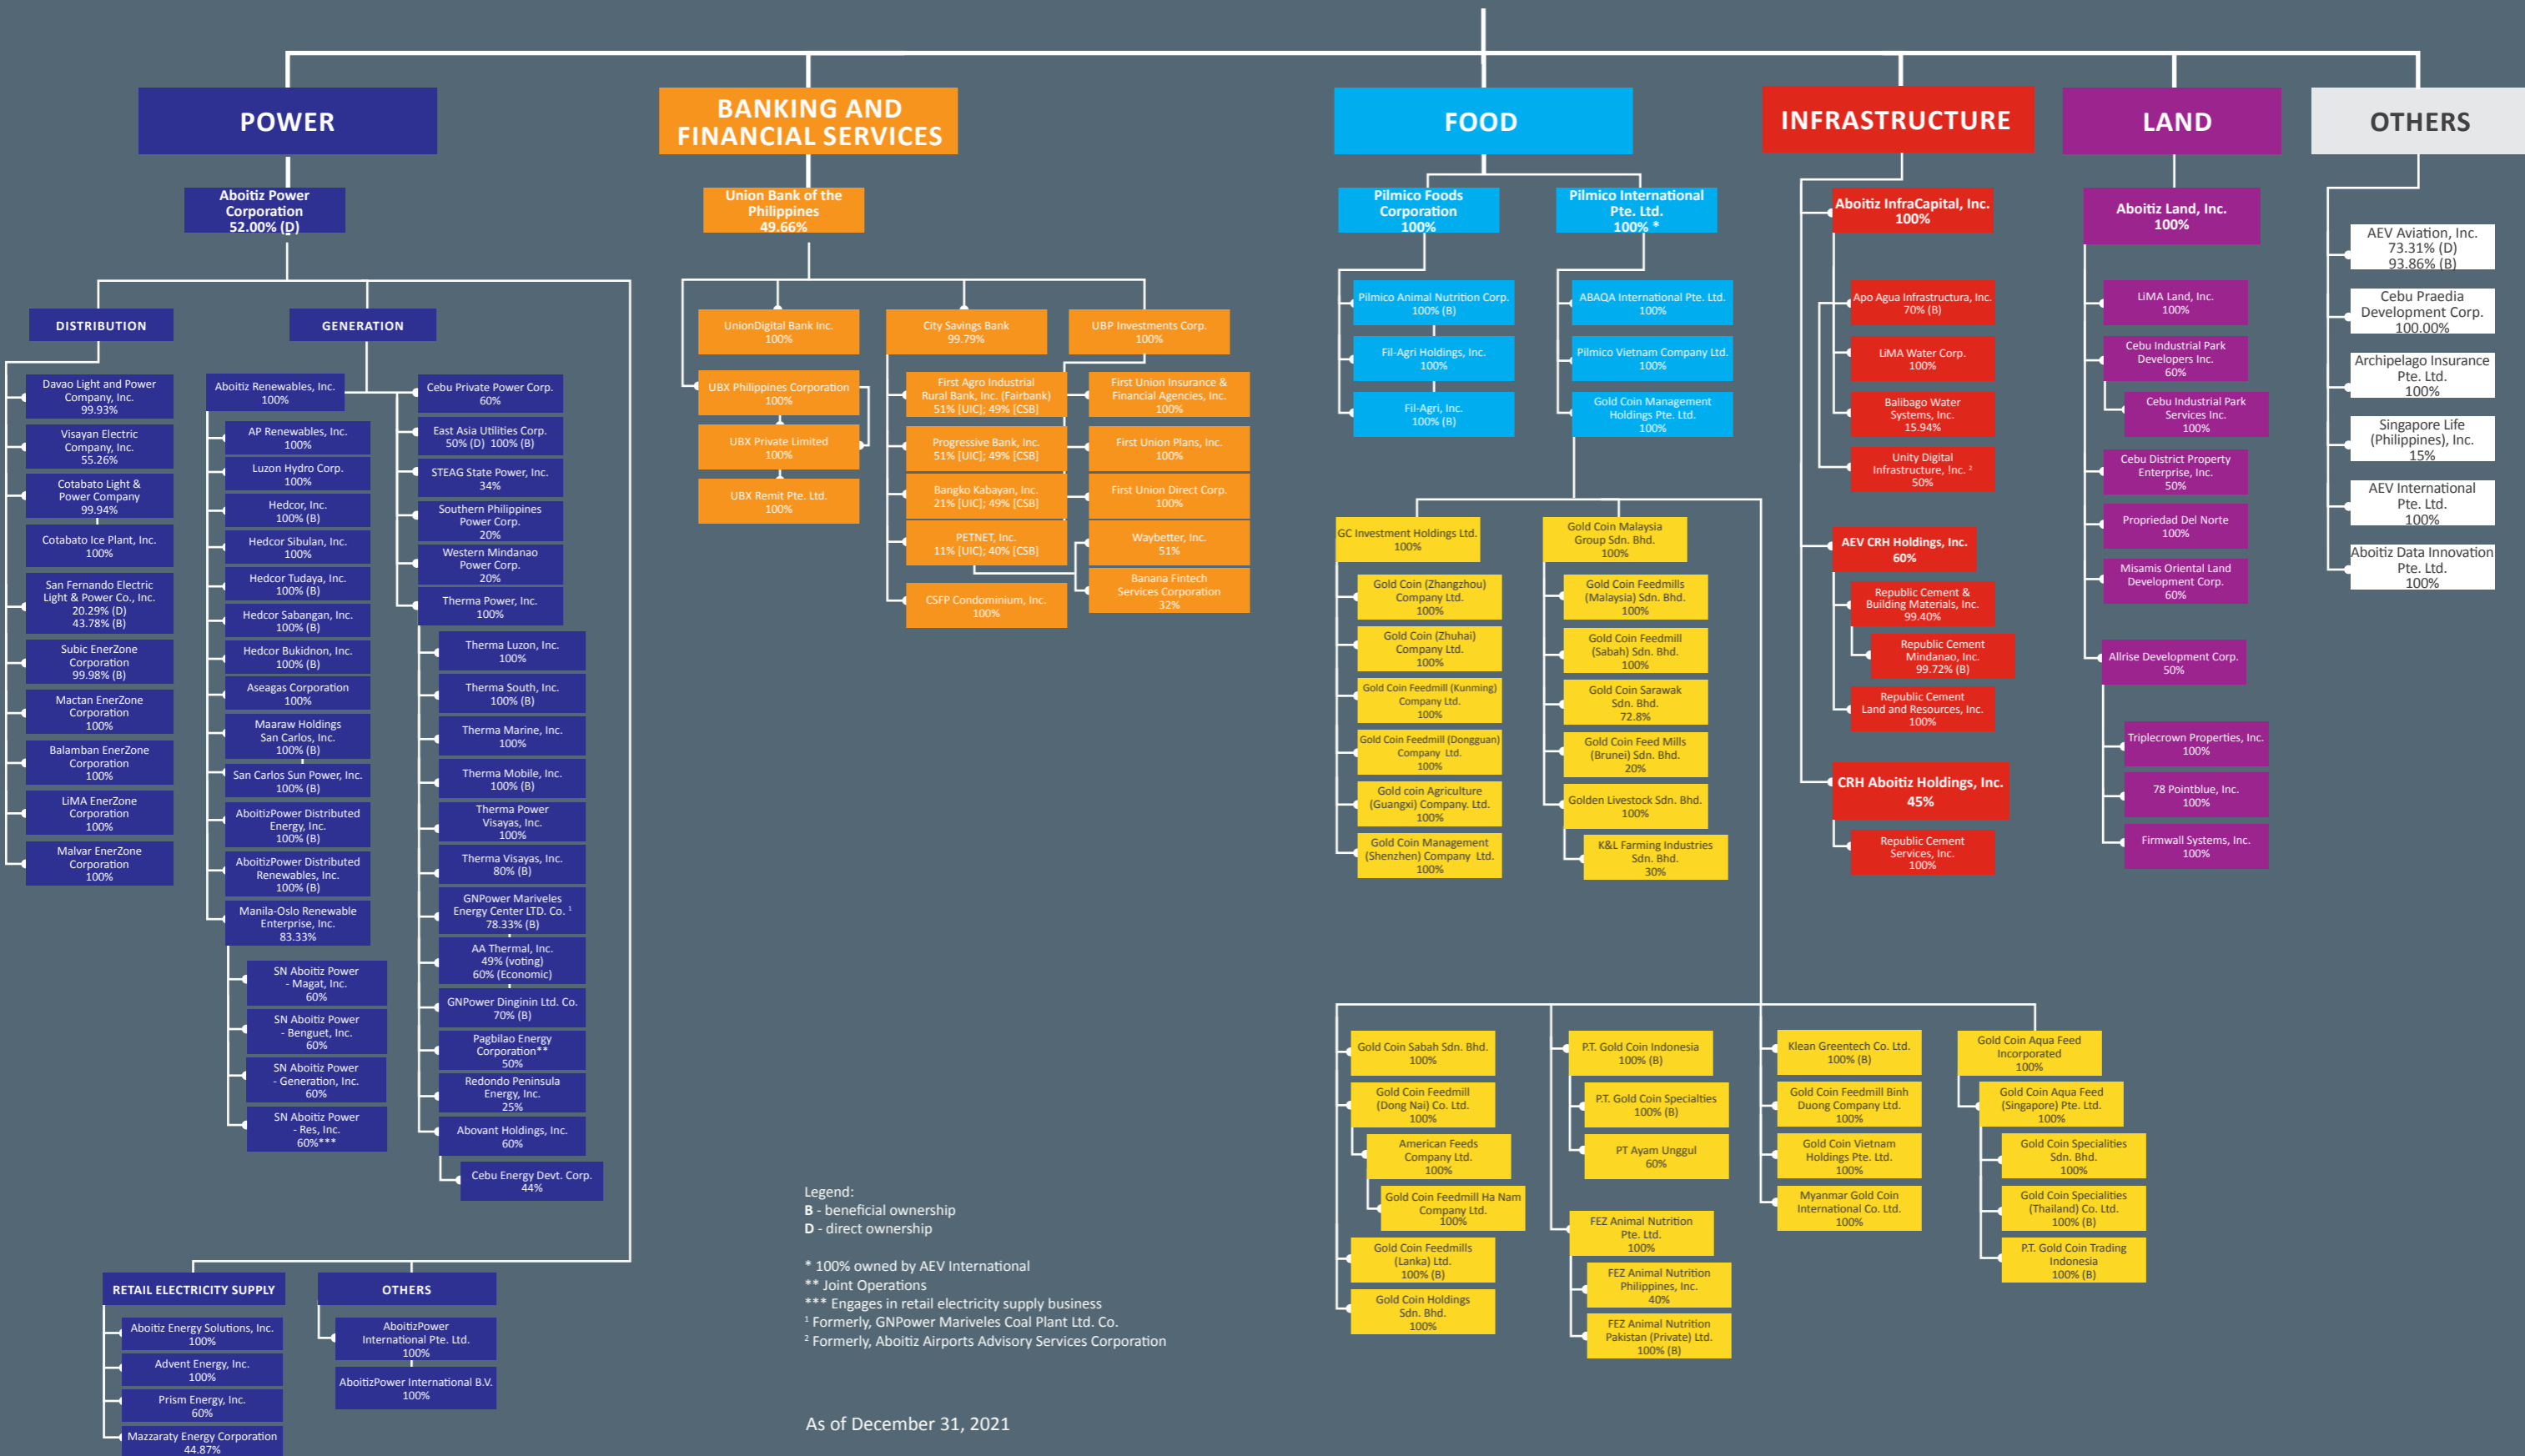 POWER
Aboitiz Power
Corporation
52.00% (D)
DISTRIBUTION
Davao Light and Power
Company, Inc.
99.93%
Visayan Electric
Company, Inc.
55.26%
Cotabato Light &
Power Company
99.94%
Cotabato Ice Plant, Inc.
100%
San Fernando Electric
Light & Power Co., Inc.
20.29% (D)
43.78% (B)
Subic EnerZone
Corporation
99.98% (B)
Mactan EnerZone
Corporation
100%
Balamban EnerZone
Corporation
100%
LiMA EnerZone
Corporation
100%
Malvar EnerZone
Corporation
100%
GENERATION
Aboitiz Renewables, Inc.
100%
AP Renewables, Inc.
100%
Luzon Hydro Corp.
100%
Hedcor, Inc.
100% (B)
Hedcor Sibulan, Inc.
100%
Hedcor Tudaya, Inc.
100% (B)
Hedcor Sabangan, Inc.
100% (B)
Hedcor Bukidnon, Inc.
100% (B)
Aseagas Corporation
100%
Maaraw Holdings
San Carlos, Inc.
100% (B)
San Carlos Sun Power, Inc.
100% (B)
AboitizPower Distributed
Energy, Inc.
100% (B)
AboitizPower Distributed
Renewables, Inc.
100% (B)
Manila-Oslo Renewable
Enterprise, Inc.
83.33%
SN Aboitiz Power
- Magat, Inc.
60%
SN Aboitiz Power
- Benguet, Inc.
60%
SN Aboitiz Power
- Generation, Inc.
60%
SN Aboitiz Power
- Res, Inc.
60%***
Cebu Private Power Corp.
60%
East Asia Utilities Corp.
50% (D) 100% (B)
STEAG State Power, Inc.
34%
Southern Philippines
Power Corp.
20%
Western Mindanao
Power Corp.
20%
Therma Power, Inc.
100%
Therma Luzon, Inc.
100%
Therma South, Inc.
100% (B)
Therma Marine, Inc.
100%
Therma Mobile, Inc.
100% (B)
Therma Power
Visayas, Inc.
100%
Therma Visayas, Inc.
80% (B)
GNPower Mariveles
Energy Center LTD. Co. ¹
78.33% (B)
AA Thermal, Inc.
49% (voting)
60% (Economic)
GNPower Dinginin Ltd. Co.
70% (B)
Pagbilao Energy
Corporation**
50%
Redondo Peninsula
Energy, Inc.
25%
Abovant Holdings, Inc.
60%
Cebu Energy Devt. Corp.
44%
RETAIL ELECTRICITY SUPPLY
Aboitiz Energy Solutions, Inc.
100%
Advent Energy, Inc.
100%
Prism Energy, Inc.
60%
Mazzaraty Energy Corporation
44.87%
OTHERS
AboitizPower
International Pte. Ltd.
100%
AboitizPower International B.V.
100%
BANKING AND
FINANCIAL SERVICES
Union Bank of the
Philippines
49.66%
UnionDigital Bank Inc.
100%
UBX Philippines Corporation
100%
UBX Private Limited
100%
UBX Remit Pte. Ltd.
100%
City Savings Bank
99.79%
First Agro Industrial
Rural Bank, Inc. (Fairbank)
51% [UIC]; 49% [CSB]
Progressive Bank, Inc.
51% [UIC]; 49% [CSB]
Bangko Kabayan, Inc.
21% [UIC]; 49% [CSB]
PETNET, Inc.
11% [UIC]; 40% [CSB]
CSFP Condominium, Inc.
100%
UBP Investments Corp.
100%
First Union Insurance &
Financial Agencies, Inc.
100%
First Union Plans, Inc.
100%
First Union Direct Corp.
100%
Waybetter, Inc.
51%
Banana Fintech
Services Corporation
32%
FOOD
Pilmico Foods
Corporation
100%
Pilmico Animal Nutrition Corp.
100% (B)
Fil-Agri Holdings, Inc.
100%
Fil-Agri, Inc.
100% (B)
Pilmico International
Pte. Ltd.
100% *
ABAQA International Pte. Ltd.
100%
Pilmico Vietnam Company Ltd.
100%
Gold Coin Management
Holdings Pte. Ltd.
100%
GC Investment Holdings Ltd.
100%
Gold Coin (Zhangzhou)
Company Ltd.
100%
Gold Coin (Zhuhai)
Company Ltd.
100%
Gold Coin Feedmill (Kunming)
Company Ltd.
100%
Gold Coin Feedmill (Dongguan)
Company Ltd.
100%
Gold coin Agriculture
(Guangxi) Company. Ltd.
100%
Gold Coin Management
(Shenzhen) Company Ltd.
100%
Gold Coin Malaysia
Group Sdn. Bhd.
100%
Gold Coin Feedmills
(Malaysia) Sdn. Bhd.
100%
Gold Coin Feedmill
(Sabah) Sdn. Bhd.
100%
Gold Coin Sarawak
Sdn. Bhd.
72.8%
Gold Coin Feed Mills
(Brunei) Sdn. Bhd.
20%
Golden Livestock Sdn. Bhd.
100%
K&L Farming Industries
Sdn. Bhd.
30%
Gold Coin Sabah Sdn. Bhd.
100%
Gold Coin Feedmill
(Dong Nai) Co. Ltd.
100%
American Feeds
Company Ltd.
100%
Gold Coin Feedmill Ha Nam
Company Ltd.
100%
Gold Coin Feedmills
(Lanka) Ltd.
100% (B)
Gold Coin Holdings
Sdn. Bhd.
100%
P.T. Gold Coin Indonesia
100% (B)
P.T. Gold Coin Specialties
100% (B)
PT Ayam Unggul
60%
FEZ Animal Nutrition
Pte. Ltd.
100%
FEZ Animal Nutrition
Philippines, Inc.
40%
FEZ Animal Nutrition
Pakistan (Private) Ltd.
100% (B)
Klean Greentech Co. Ltd.
100% (B)
Gold Coin Feedmill Binh
Duong Company Ltd.
100%
Gold Coin Vietnam
Holdings Pte. Ltd.
100%
Myanmar Gold Coin
International Co. Ltd.
100%
Gold Coin Aqua Feed
Incorporated
100%
Gold Coin Aqua Feed
(Singapore) Pte. Ltd.
100%
Gold Coin Specialities
Sdn. Bhd.
100%
Gold Coin Specialities
(Thailand) Co. Ltd.
100% (B)
P.T. Gold Coin Trading
Indonesia
100% (B)
INFRASTRUCTURE
Aboitiz InfraCapital, Inc.
100%
Apo Agua Infrastructura, Inc.
70% (B)
LiMA Water Corp.
100%
Balibago Water
Systems, Inc.
15.94%
Unity Digital
Infrastructure, !nc. ²
50%
AEV CRH Holdings, Inc.
60%
Republic Cement &
Building Materials, Inc.
99.40%
Republic Cement
Mindanao, Inc.
99.72% (B)
Republic Cement
Land and Resources, Inc.
100%
CRH Aboitiz Holdings, Inc.
45%
Republic Cement
Services, Inc.
100%
LAND
Aboitiz Land, Inc.
100%
LiMA Land, Inc.
100%
Cebu Industrial Park
Developers Inc.
60%
Cebu Industrial Park
Services Inc.
100%
Cebu District Property
Enterprise, Inc.
50%
Propriedad Del Norte
100%
Misamis Oriental Land
Development Corp.
60%
Allrise Development Corp.
50%
Triplecrown Properties, Inc.
100%
78 Pointblue, Inc.
100%
Firmwall Systems, Inc.
100%
OTHERS
AEV Aviation, Inc.
73.31% (D)
93.86% (B)
Cebu Praedia
Development Corp.
100.00%
Archipelago Insurance
Pte. Ltd.
100%
Singapore Life
(Philippines), Inc.
15%
AEV International
Pte. Ltd.
100%
Aboitiz Data Innovation
Pte. Ltd.
100%
Legend:
B - beneficial ownership
D - direct ownership
* 100% owned by AEV International
** Joint Operations
*** Engages in retail electricity supply business
¹ Formerly, GNPower Mariveles Coal Plant Ltd. Co.
² Formerly, Aboitiz Airports Advisory Services Corporation
As of December 31, 2021